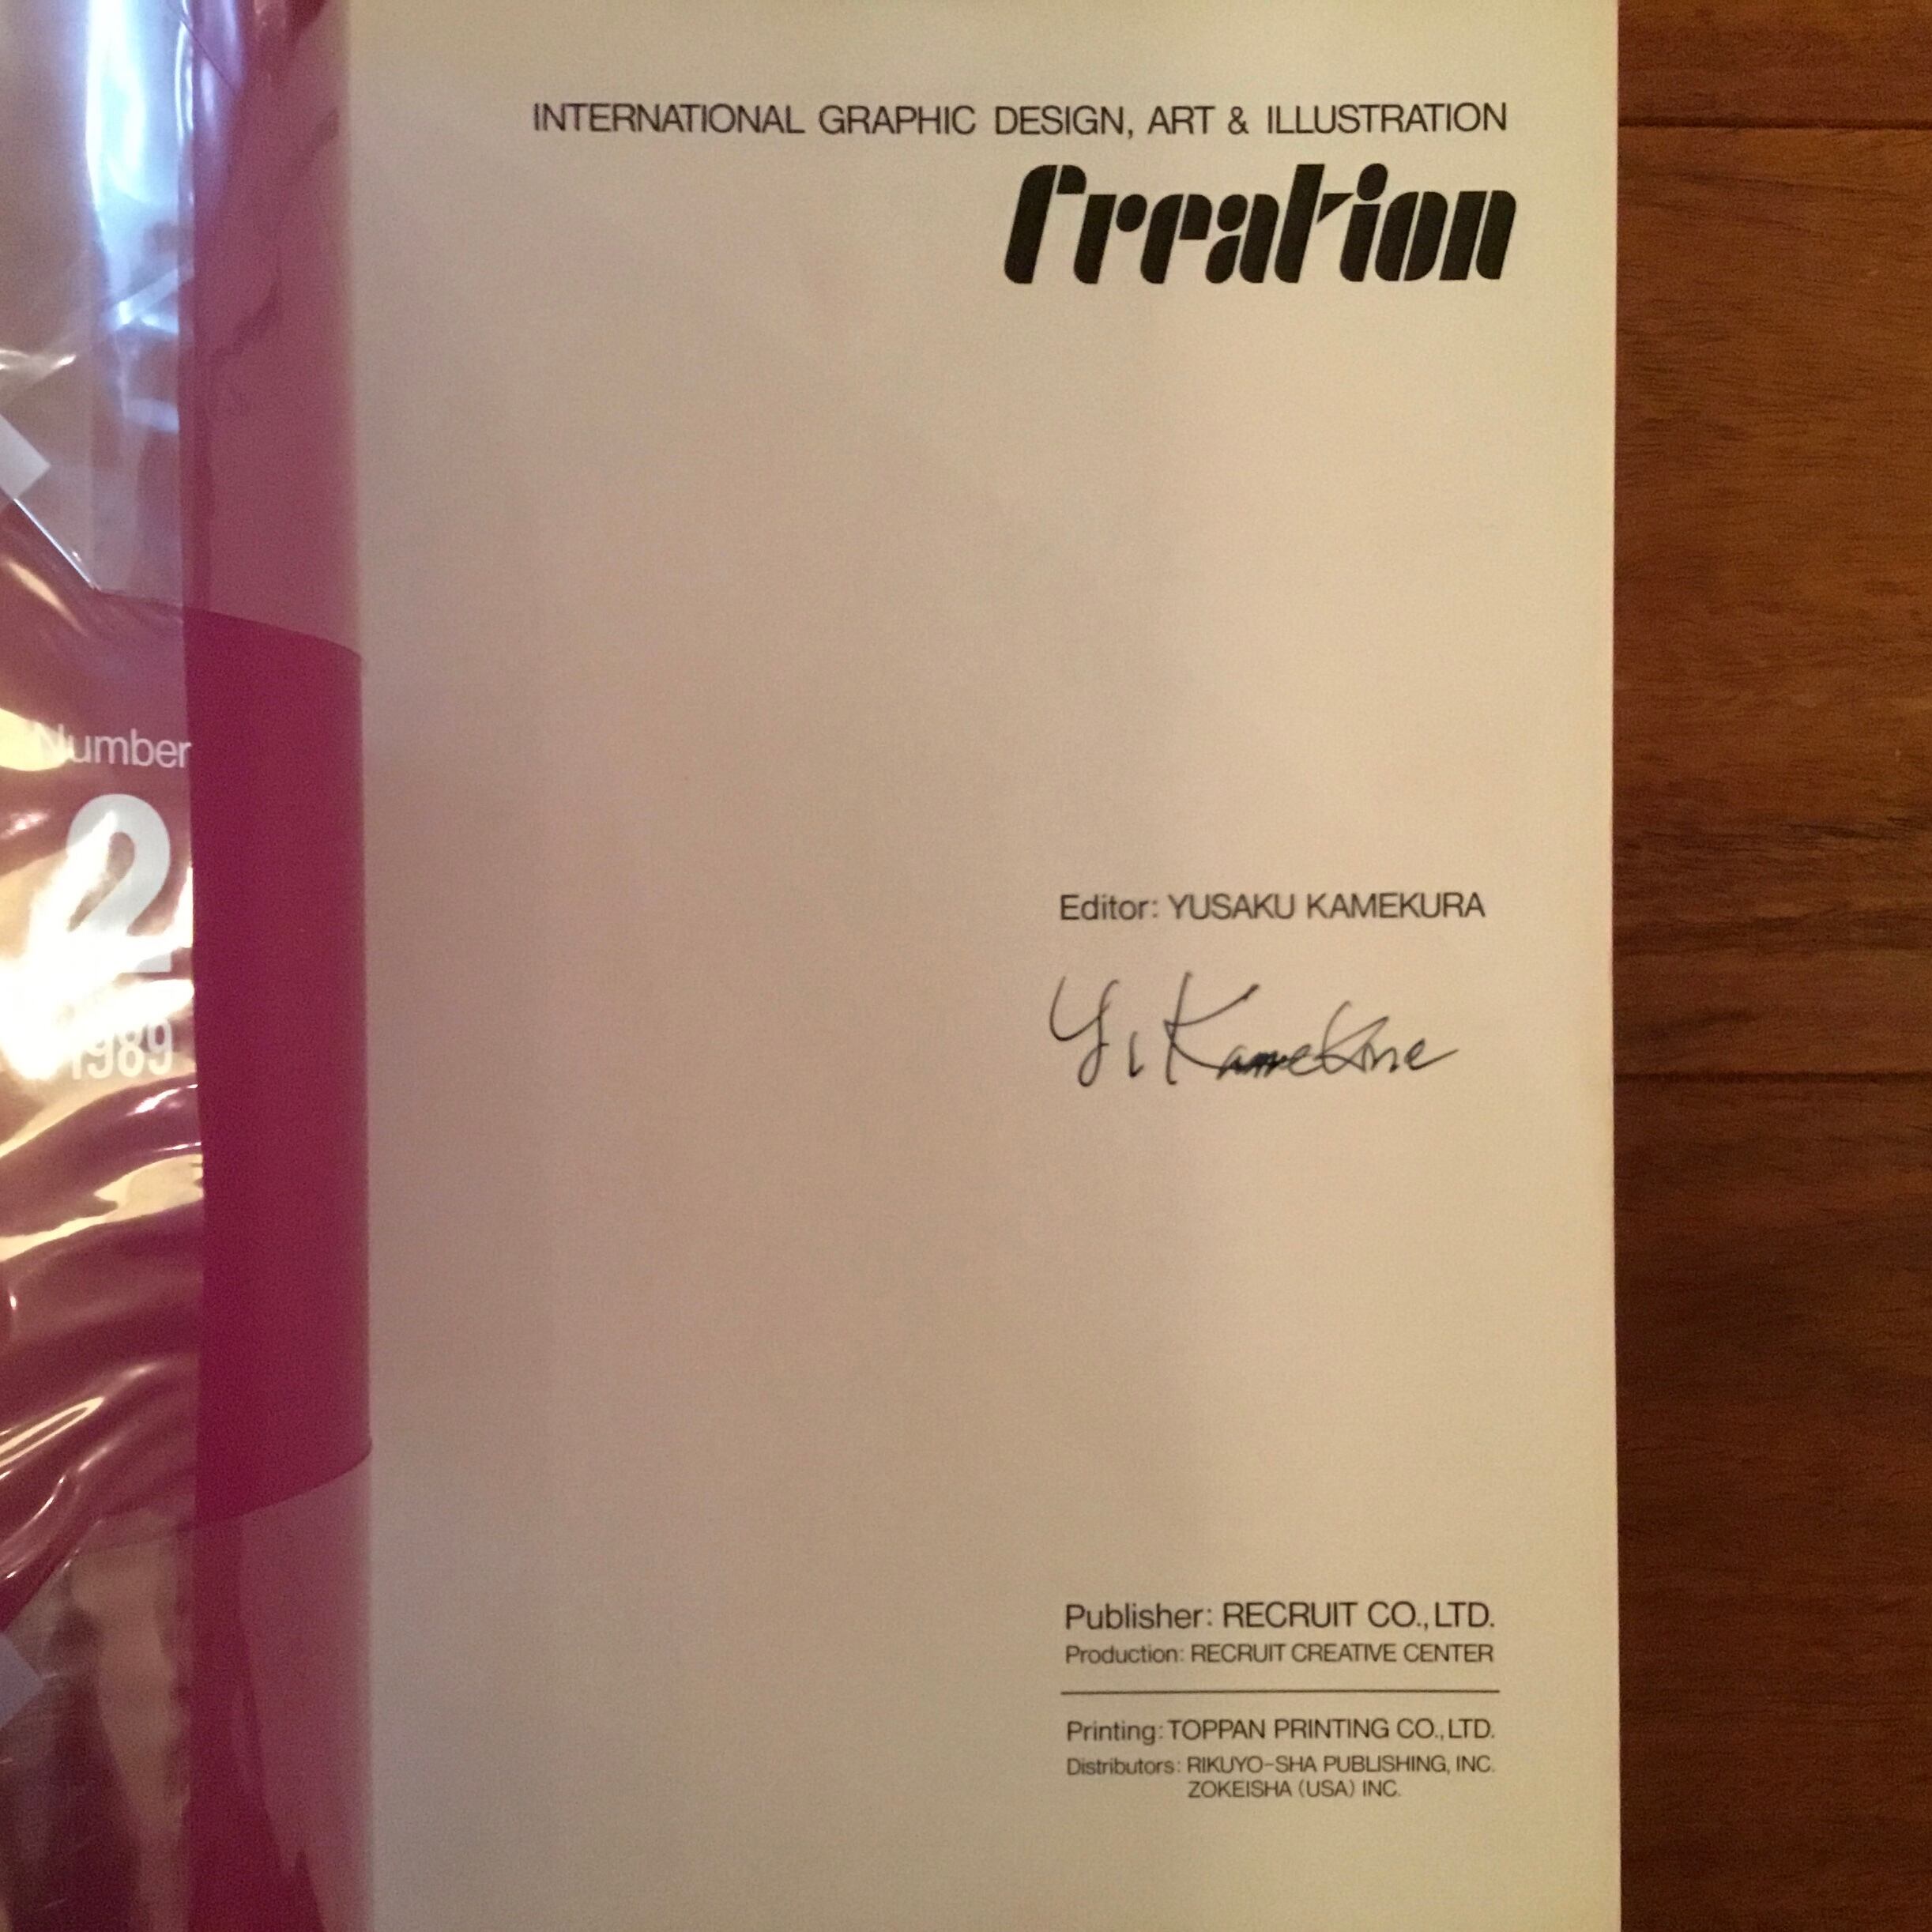 INTERNATIONAL GRAPHIC DESIGN, ART & ILLUSTRATION
Creation
Number
2
1989
Editor: YUSAKU KAMEKURA
Y. Kamekura
Publisher: RECRUIT CO., LTD.
Production: RECRUIT CREATIVE CENTER
Printing: TOPPAN PRINTING CO., LTD.
Distributors: RIKUYO-SHA PUBLISHING, INC.
ZOKEISHA (USA) INC.